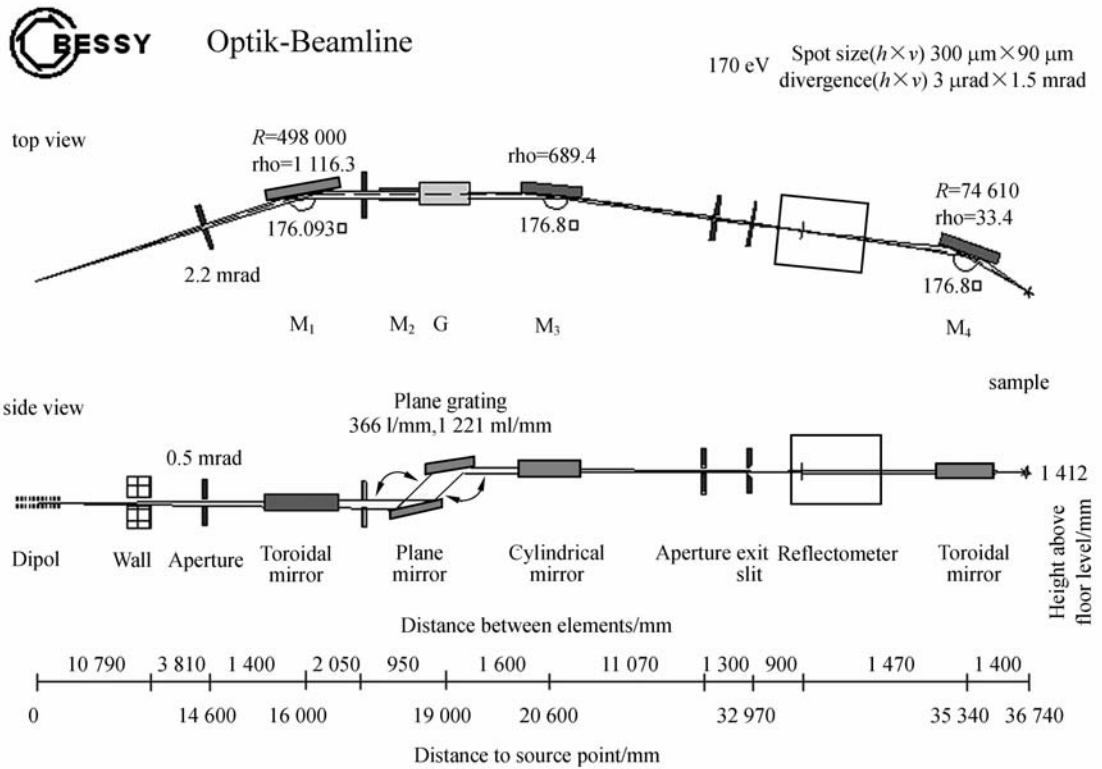 BESSY
Optik-Beamline
170 eV
Spot size(h×v) 300 μm×90 μm
divergence(h×v) 3 μrad×1.5 mrad
top view
R=498 000
rho=1 116.3
rho=689.4
R=74 610
rho=33.4
176.093□
176.8□
2.2 mrad
176.8□
M₁
M₂
G
M₃
M₄
sample
side view
Plane grating
366 l/mm,1 221 ml/mm
0.5 mrad
1 412
Dipol
Wall
Aperture
Toroidal
mirror
Plane
mirror
Cylindrical
mirror
Aperture exit
slit
Reflectometer
Toroidal
mirror
Height above
floor level/mm
Distance between elements/mm
10 790 3 810 1 400 2 050 950 1 600 11 070 1 300 900 1 470 1 400
0 14 600 16 000 19 000 20 600 32 970 35 340 36 740
Distance to source point/mm